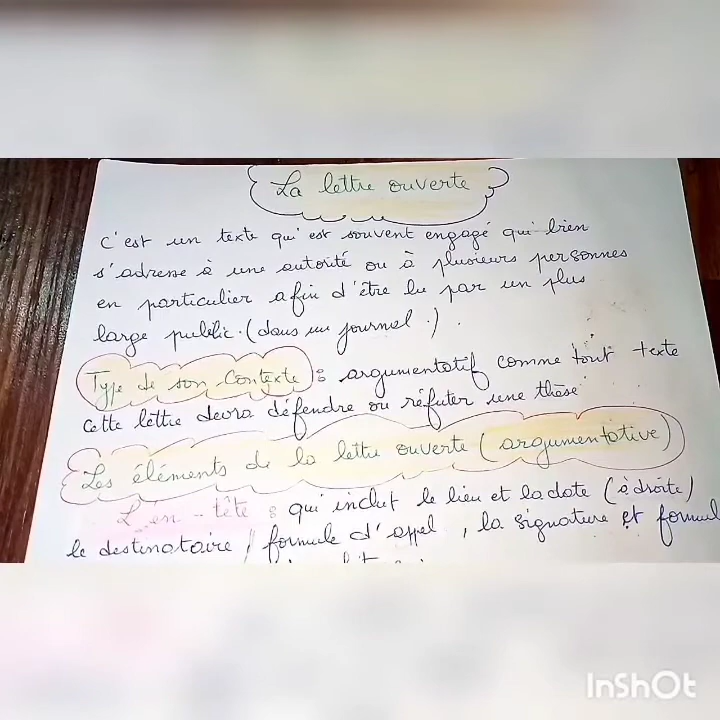 La lettre ouverte
C'est un texte qui est souvent engagé qui bien
s'adresse à une autorité ou à plusieurs personnes
en particulier afin d'être lu par un plus
large public. (dans un journal.).
Type de son contexte : argumentatif comme tout texte
cette lettre devra défendre ou réfuter une thèse
Les éléments de la lettre ouverte (argumentative)
L'en-tête : qui inclut le lieu et la date (à droite)
le destinataire, formule d'appel, la signature et formul
InShOt